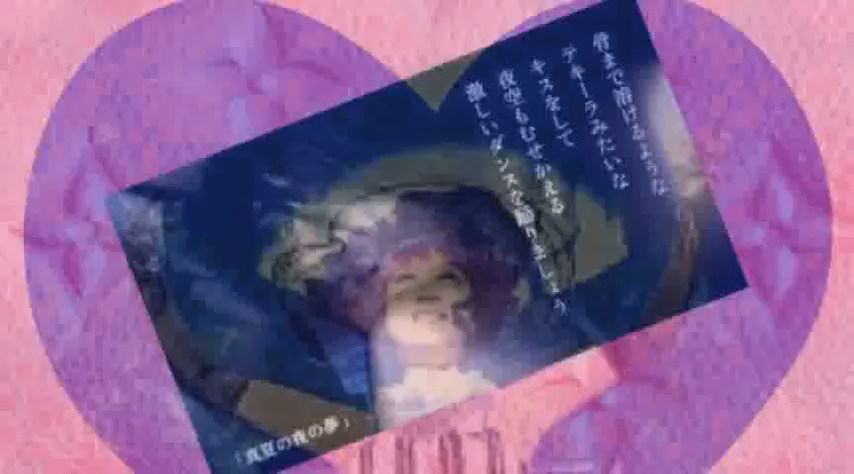 骨まで溶けるような
テキーラみたいな
キスをして
夜空もむせかえる
激しいダンスを踊りましょう
「真夏の夜の夢」